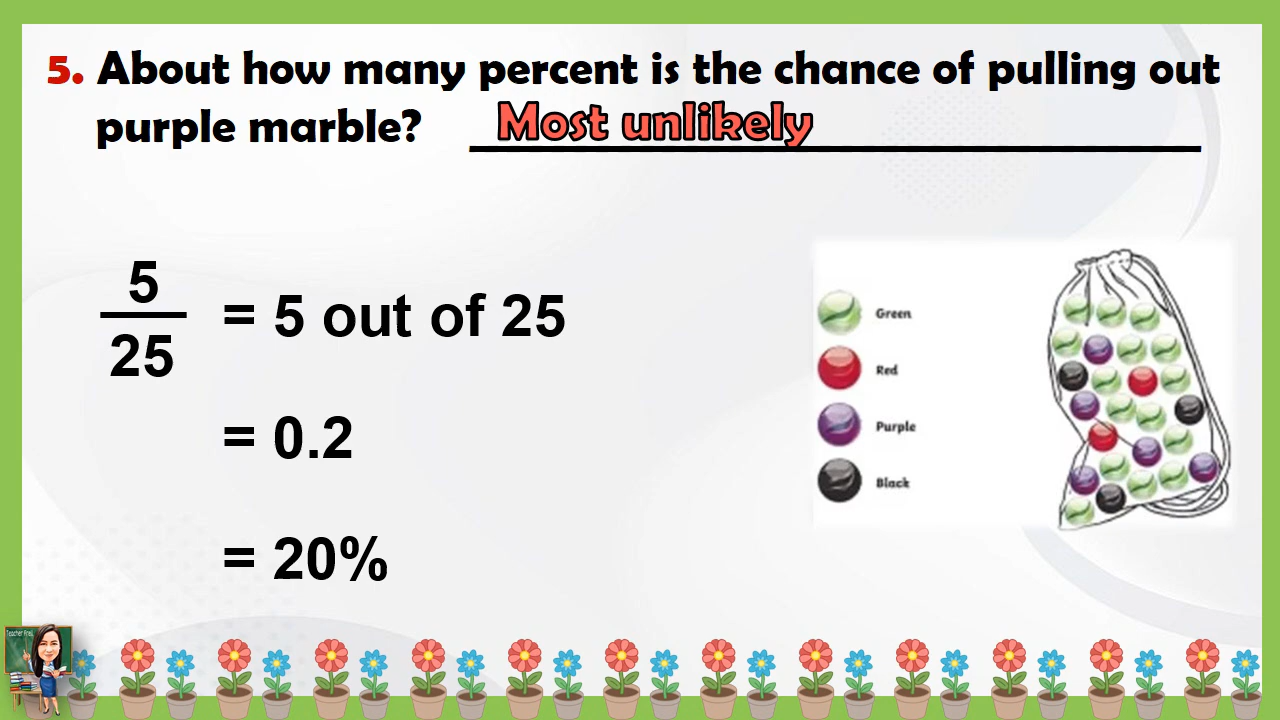 5. About how many percent is the chance of pulling out
purple marble? Most unlikely
5
25
= 5 out of 25
= 0.2
= 20%
Green
Red
Purple
Black